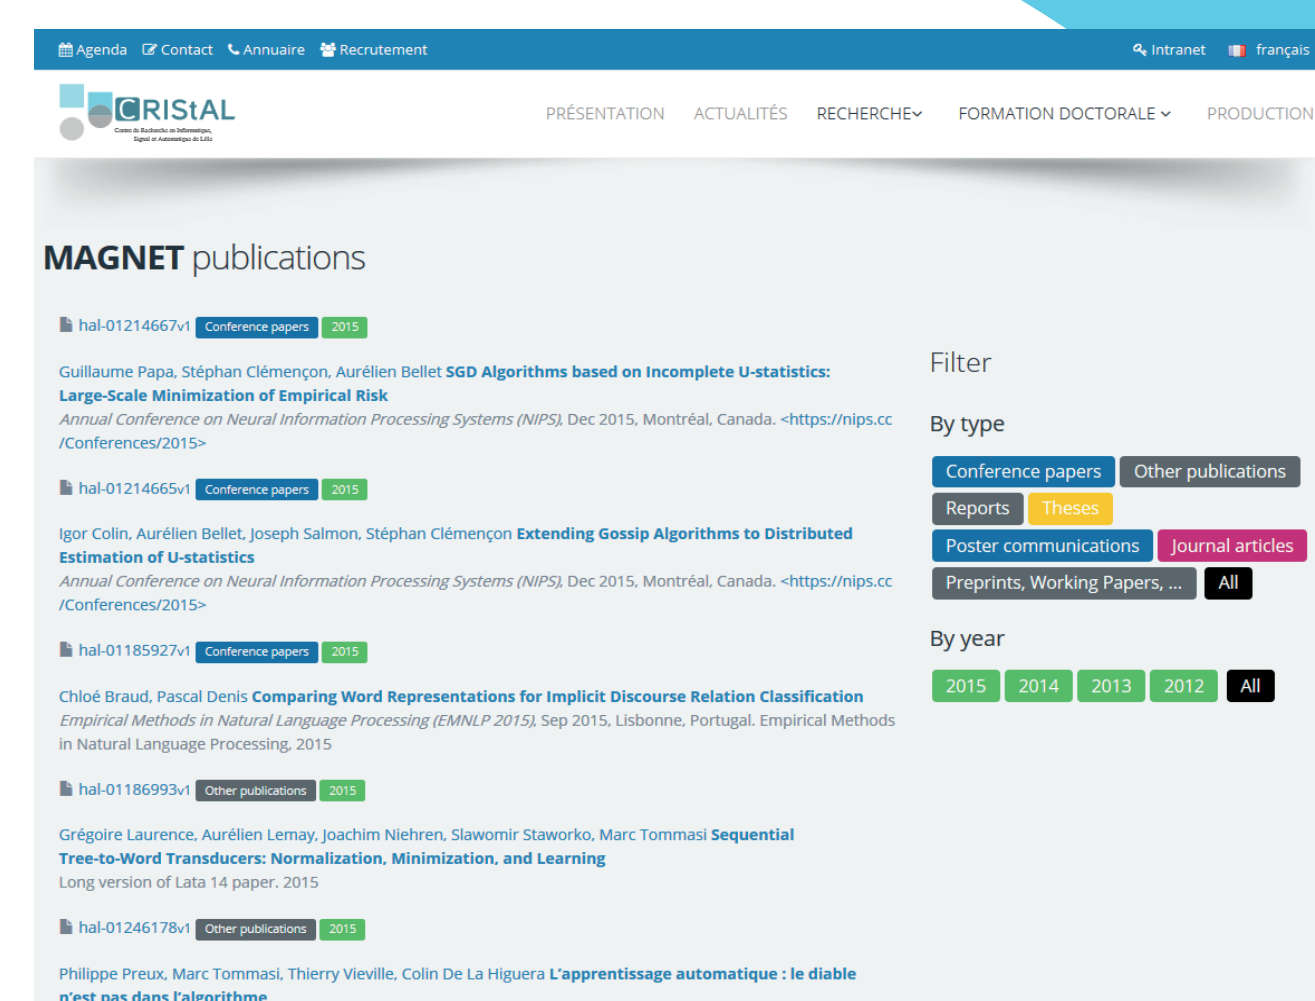 Agenda Contact Annuaire Recrutement Intranet français
CRIStAL
Centre de Recherche en Informatique,
Signal et Automatique de Lille
PRÉSENTATION ACTUALITÉS RECHERCHE FORMATION DOCTORALE PRODUCTION
MAGNET publications
hal-01214667v1 Conference papers 2015
Guillaume Papa, Stéphan Clémençon, Aurélien Bellet SGD Algorithms based on Incomplete U-statistics:
Large-Scale Minimization of Empirical Risk
Annual Conference on Neural Information Processing Systems (NIPS), Dec 2015, Montréal, Canada. <https://nips.cc
/Conferences/2015>
hal-01214665v1 Conference papers 2015
Igor Colin, Aurélien Bellet, Joseph Salmon, Stéphan Clémençon Extending Gossip Algorithms to Distributed
Estimation of U-statistics
Annual Conference on Neural Information Processing Systems (NIPS), Dec 2015, Montréal, Canada. <https://nips.cc
/Conferences/2015>
hal-01185927v1 Conference papers 2015
Chloé Braud, Pascal Denis Comparing Word Representations for Implicit Discourse Relation Classification
Empirical Methods in Natural Language Processing (EMNLP 2015), Sep 2015, Lisbonne, Portugal. Empirical Methods
in Natural Language Processing, 2015
hal-01186993v1 Other publications 2015
Grégoire Laurence, Aurélien Lemay, Joachim Niehren, Slawomir Staworko, Marc Tommasi Sequential
Tree-to-Word Transducers: Normalization, Minimization, and Learning
Long version of Lata 14 paper. 2015
hal-01246178v1 Other publications 2015
Philippe Preux, Marc Tommasi, Thierry Vieville, Colin De La Higuera L'apprentissage automatique : le diable
n'est pas dans l'algorithme
Filter
By type
Conference papers Other publications
Reports Theses
Poster communications Journal articles
Preprints, Working Papers, ... All
By year
2015 2014 2013 2012 All